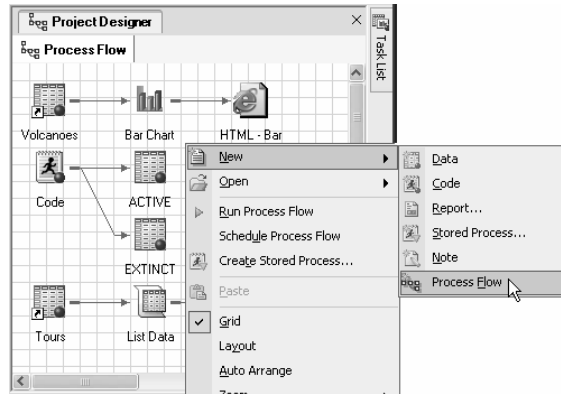 Project Designer
Process Flow
Task List
Volcanoes
Bar Chart
HTML - Bar
Code
ACTIVE
EXTINCT
Tours
List Data
New
Open
Run Process Flow
Schedule Process Flow
Create Stored Process...
Paste
Grid
Layout
Auto Arrange
Data
Code
Report...
Stored Process...
Note
Process Flow